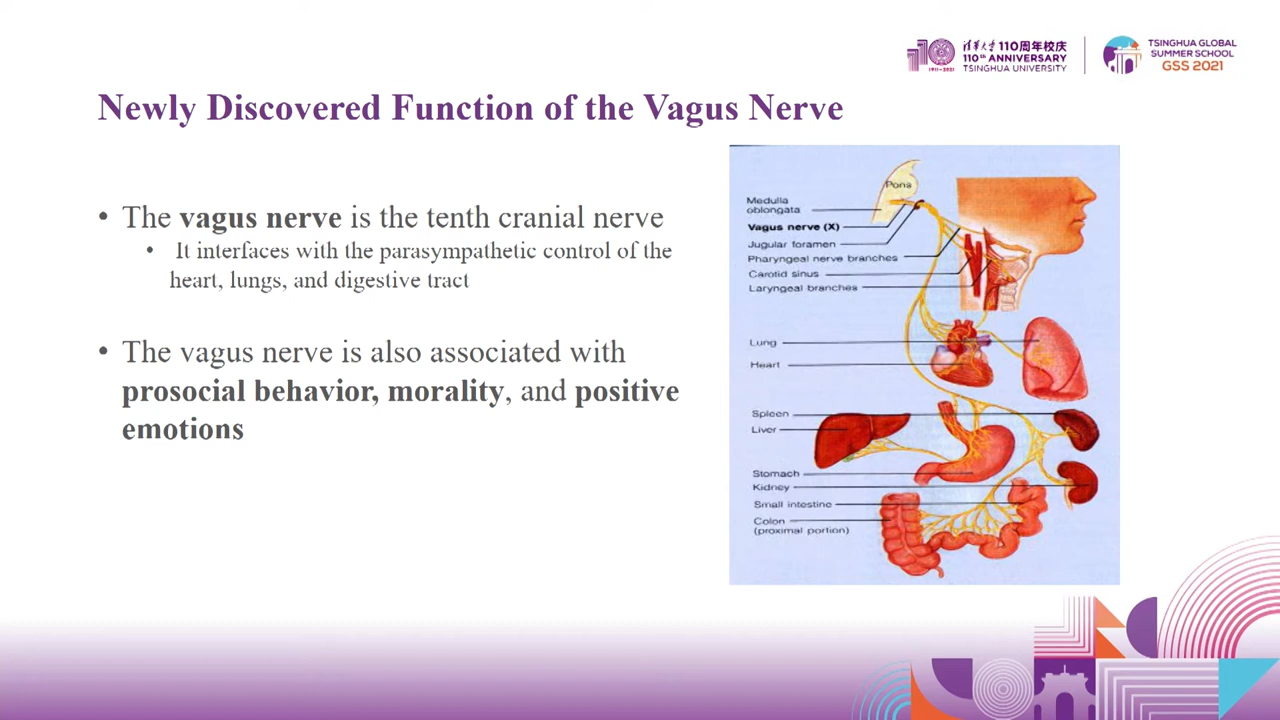 清華大学 110周年校庆
110th ANNIVERSARY
TSINGHUA UNIVERSITY
1911-2021
TSINGHUA GLOBAL
SUMMER SCHOOL
GSS 2021
Newly Discovered Function of the Vagus Nerve
• The vagus nerve is the tenth cranial nerve
• It interfaces with the parasympathetic control of the
heart, lungs, and digestive tract
• The vagus nerve is also associated with
prosocial behavior, morality, and positive
emotions
Pons
Medulla
oblongata
Vagus nerve (X)
Jugular foramen
Pharyngeal nerve branches
Carotid sinus
Laryngeal branches
Lung
Heart
Spleen
Liver
Stomach
Kidney
Small intestine
Colon
(proximal portion)